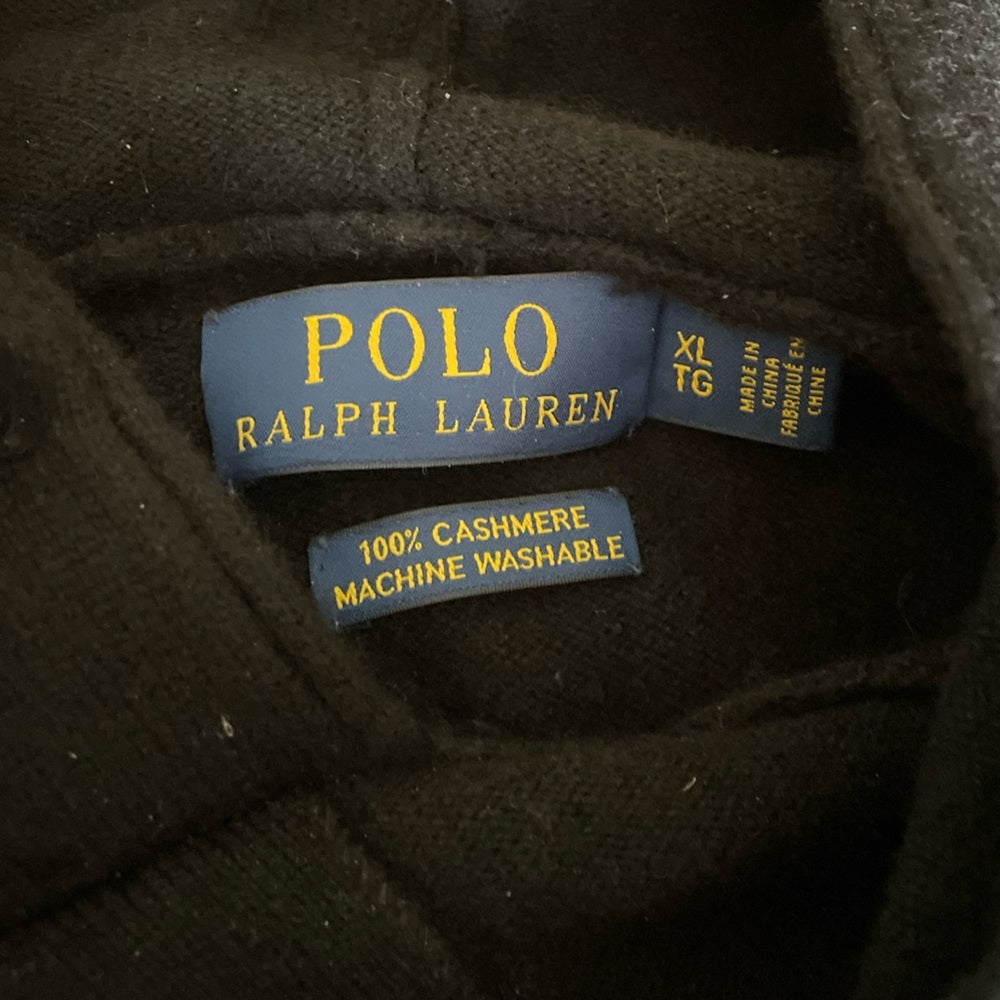 POLO
RALPH LAUREN
XL
TG
MADE IN
CHINA
FABRIQUÉ EN
CHINE
100% CASHMERE
MACHINE WASHABLE